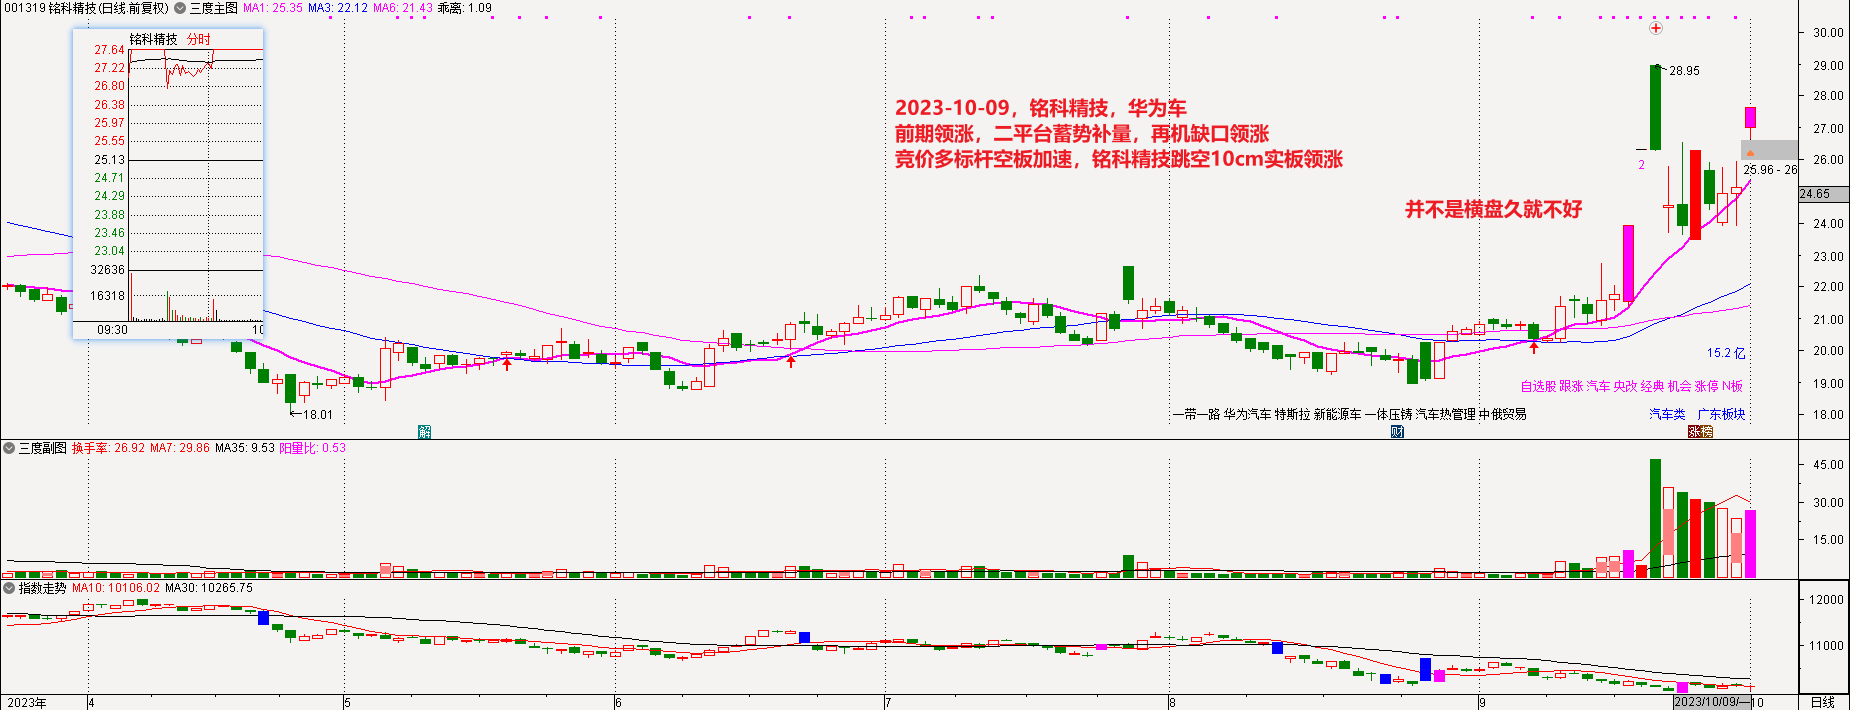 001319 铭科精技(日线.前复权) 三度主图 MA1: 25.35 MA3: 22.12 MA6: 21.43 乖离: 1.09
铭科精技 分时
27.64
27.22
26.80
26.38
25.97
25.55
25.13
24.71
24.29
23.88
23.46
23.04
32636
16318
09:30 10
2023-10-09，铭科精技，华为车
前期领涨，二平台蓄势补量，再机缺口领涨
竞价多标杆空板加速，铭科精技跳空10cm实板领涨
并不是横盘久就不好
28.95
2
25.96 - 26
18.01
15.2 亿
自选股 跟涨 汽车 央改 经典 机会 涨停 N板
一带一路 华为汽车 特斯拉 新能源车 一体压铸 汽车热管理 中俄贸易
汽车类 广东板块
解
财
涨榜
30.00
29.00
28.00
27.00
26.00
24.65
24.00
23.00
22.00
21.00
20.00
19.00
18.00
三度副图 换手率: 26.92 MA7: 29.86 MA35: 9.53 阳量比: 0.53
45.00
30.00
15.00
指数走势 MA10: 10106.02 MA30: 10265.75
12000
11000
2023年 4 5 6 7 8 9 2023/10/09/一 10 日线